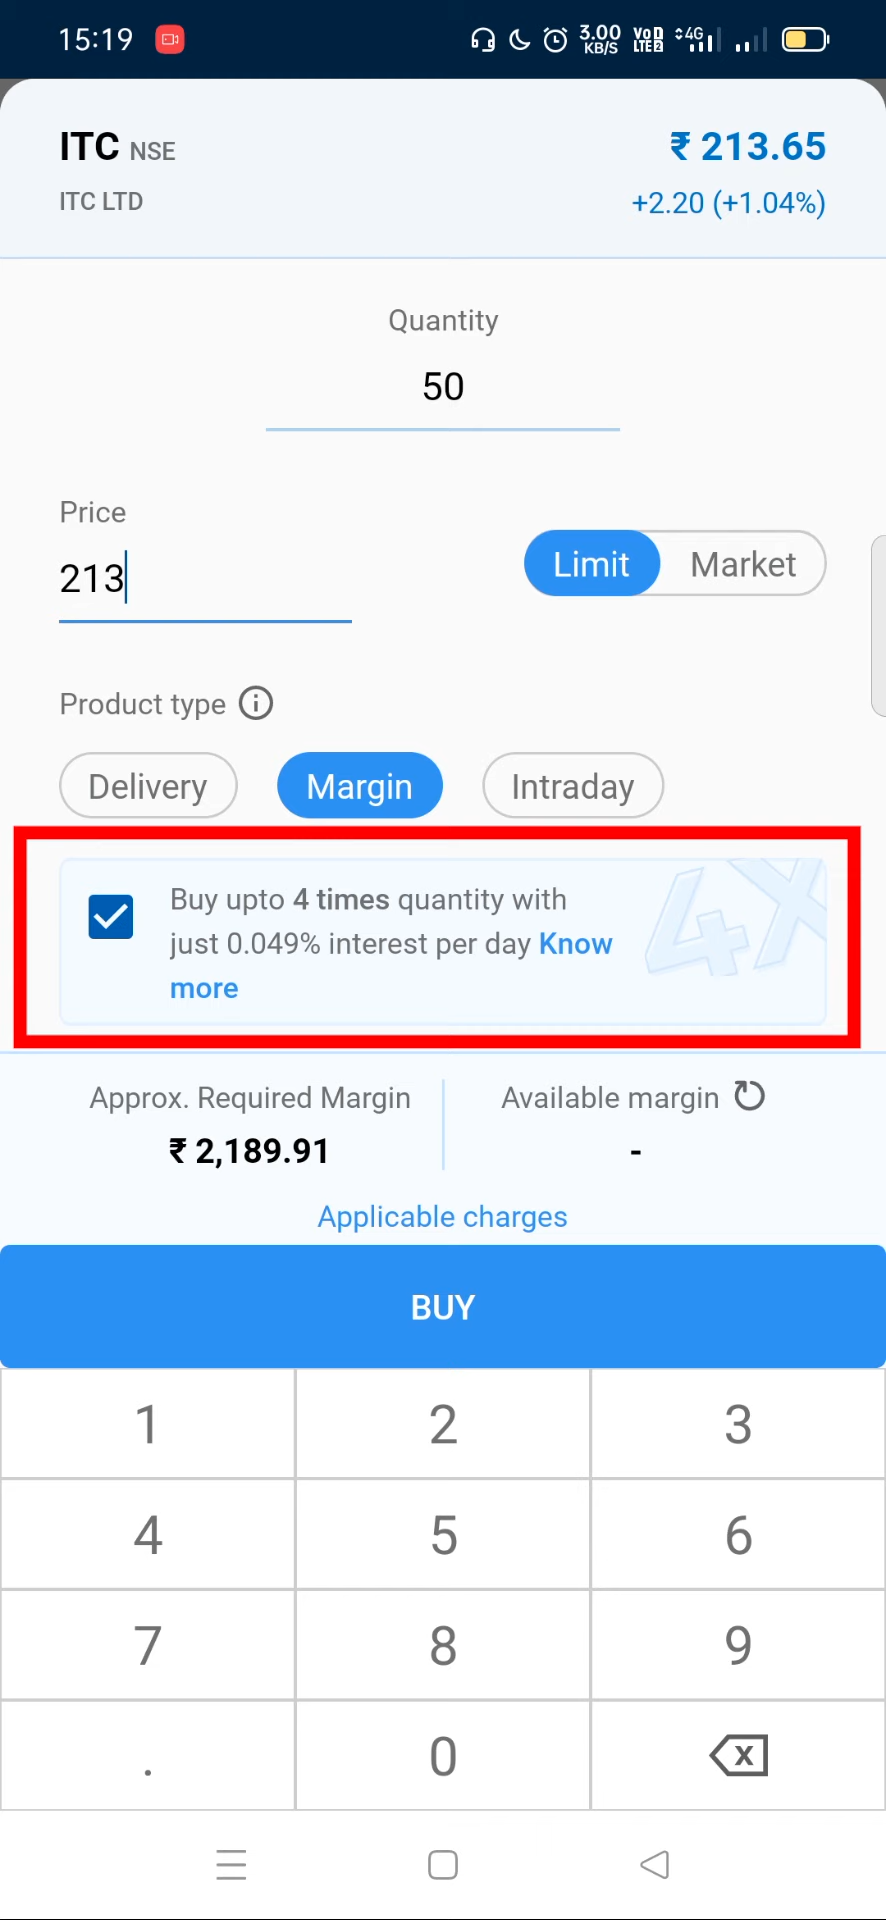 15:19 3.00 KB/S VoD LTE2 4G
ITC NSE ₹ 213.65
ITC LTD +2.20 (+1.04%)
Quantity
50
Price
213 Limit Market
Product type
Delivery Margin Intraday
Buy upto 4 times quantity with
just 0.049% interest per day Know
more
4X
Approx. Required Margin Available margin
₹ 2,189.91 -
Applicable charges
BUY
1 2 3
4 5 6
7 8 9
. 0 x